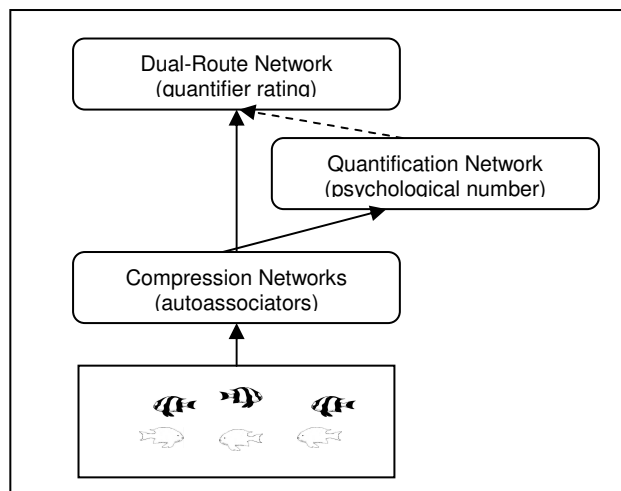 Dual-Route Network
(quantifier rating)
Quantification Network
(psychological number)
Compression Networks
(autoassociators)